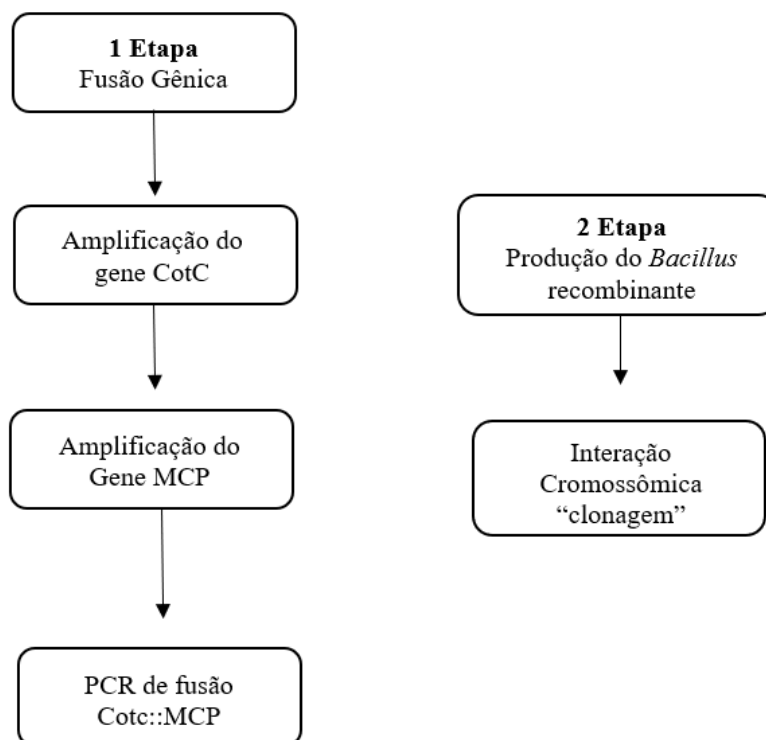 1 Etapa
Fusão Gênica
Amplificação do
gene CotC
Amplificação do
Gene MCP
PCR de fusão
Cotc::MCP
2 Etapa
Produção do Bacillus
recombinante
Interação
Cromossômica
“clonagem”